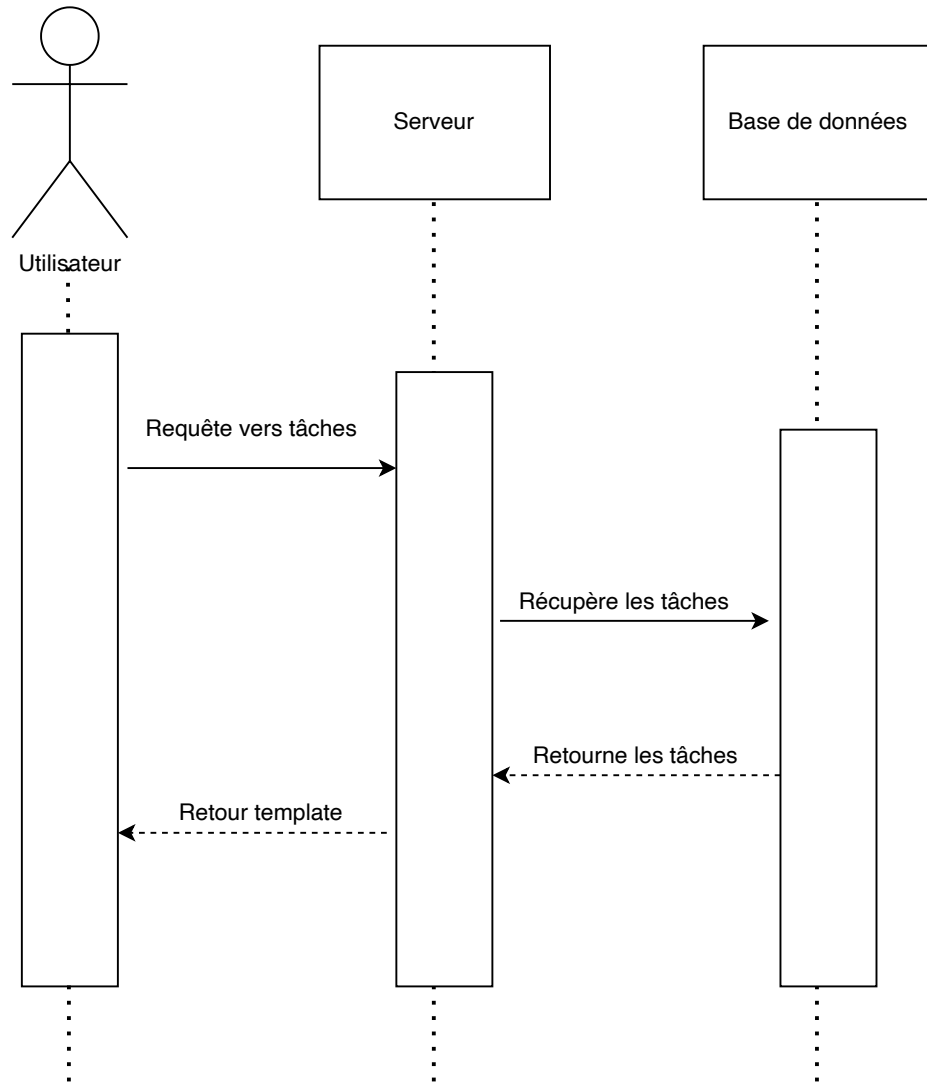 Serveur
Base de données
Utilisateur
Requête vers tâches
Récupère les tâches
Retourne les tâches
Retour template